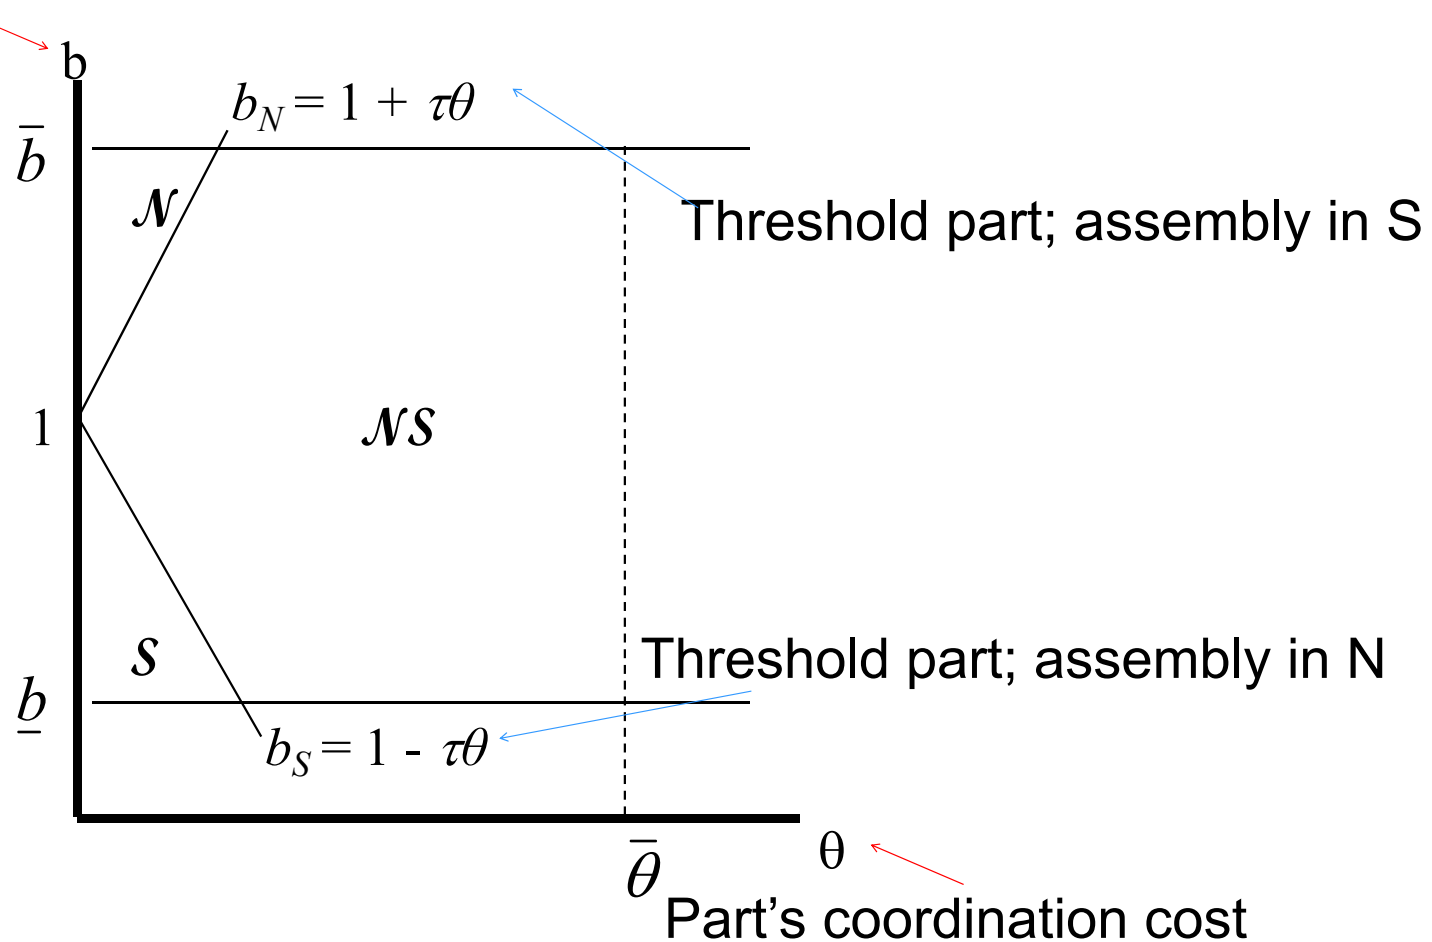 b
b_N = 1 + τθ
b̄
𝒩
Threshold part; assembly in S
1
𝒩𝒮
𝒮
Threshold part; assembly in N
b̲
b_S = 1 - τθ
θ
θ̄
Part’s coordination cost